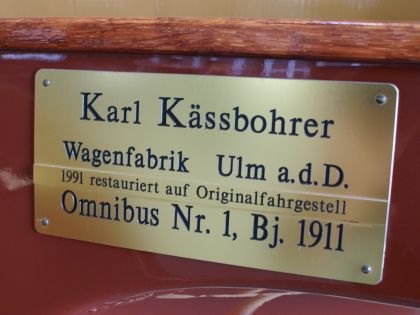 Karl Kässbohrer
Wagenfabrik Ulm a.d.D.
1991 restauriert auf Originalfahrgestell
Omnibus Nr. 1, Bj. 1911